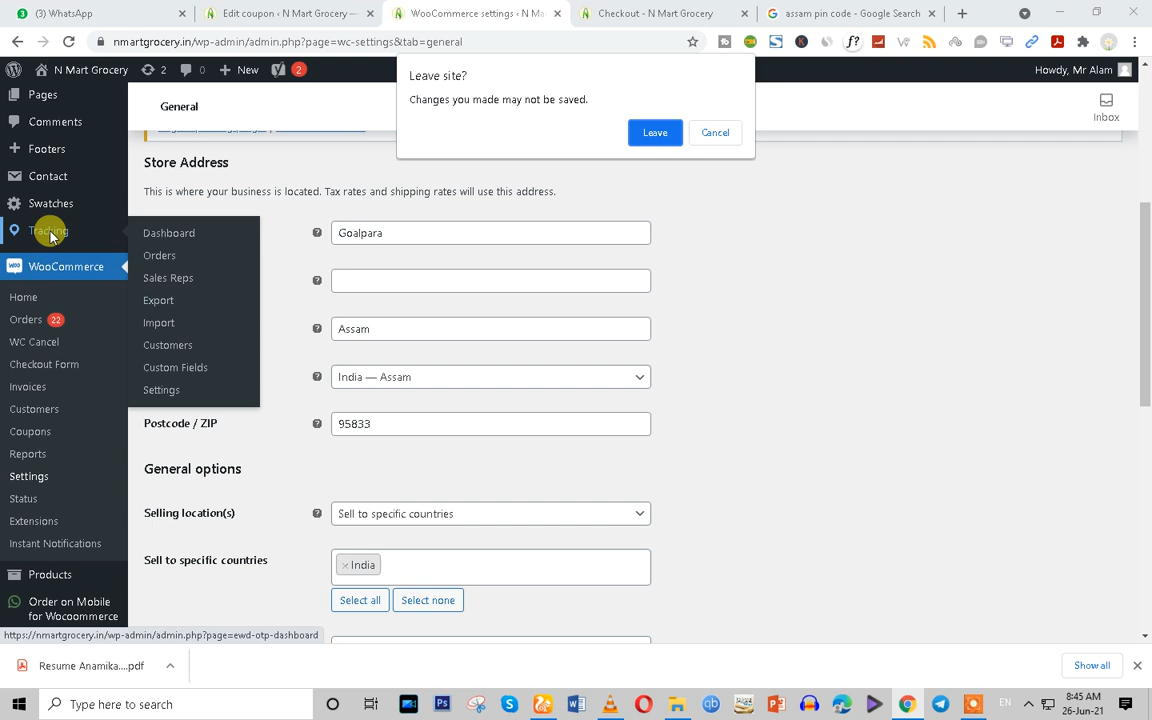 (3) WhatsApp
Edit coupon ‹ N Mart Grocery —
WooCommerce settings ‹ N Ma
Checkout - N Mart Grocery
assam pin code - Google Search
nmartgrocery.in/wp-admin/admin.php?page=wc-settings&tab=general
N Mart Grocery
2
0
New
2
Howdy, Mr Alam
Leave site?
Changes you made may not be saved.
Leave
Cancel
General
Inbox
Pages
Comments
Footers
Contact
Swatches
Tracking
WooCommerce
Home
Orders 22
WC Cancel
Checkout Form
Invoices
Customers
Coupons
Reports
Settings
Status
Extensions
Instant Notifications
Products
Order on Mobile
for Wocoommerce
Dashboard
Orders
Sales Reps
Export
Import
Customers
Custom Fields
Settings
Store Address
This is where your business is located. Tax rates and shipping rates will use this address.
Goalpara
Assam
India — Assam
Postcode / ZIP
95833
General options
Selling location(s)
Sell to specific countries
Sell to specific countries
× India
Select all
Select none
https://nmartgrocery.in/wp-admin/admin.php?page=ewd-otp-dashboard
Resume Anamika....pdf
Show all
Type here to search
EN
8:45 AM
26-Jun-21